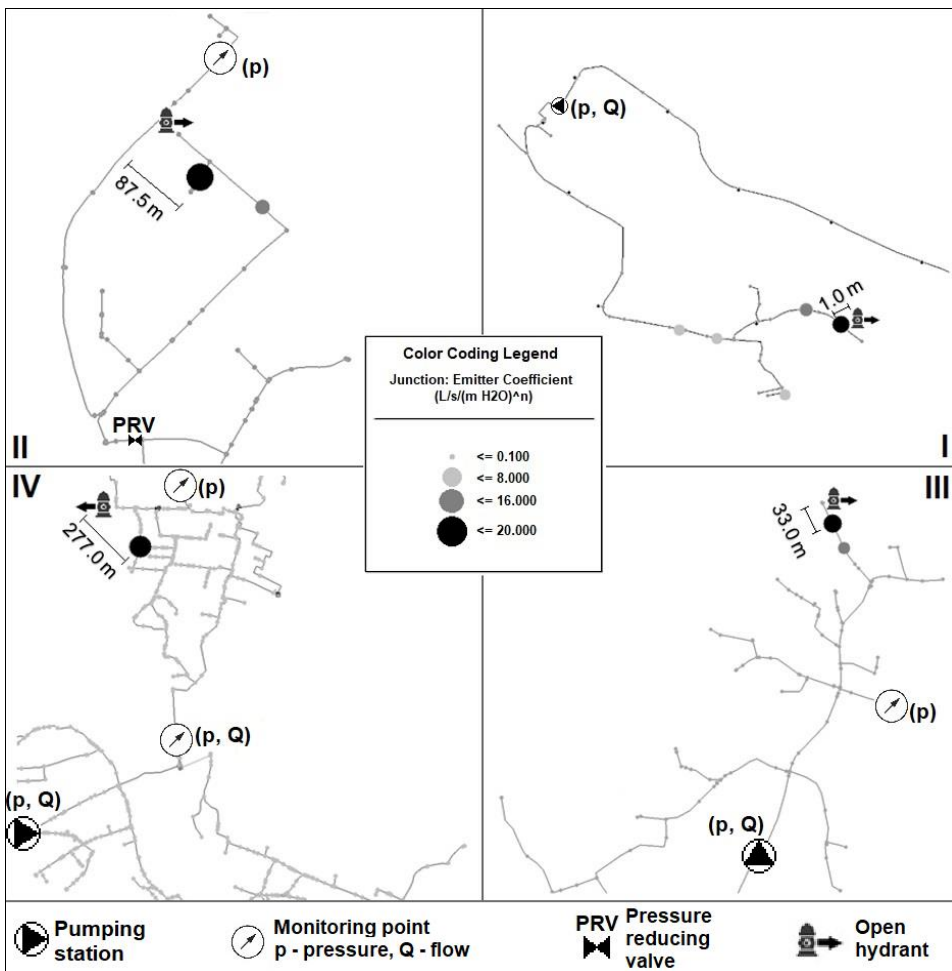 (p)
87.5 m
PRV
II
(p, Q)
1.0 m
I
Color Coding Legend
Junction: Emitter Coefficient
(L/s/(m H2O)^n)
<= 0.100
<= 8.000
<= 16.000
<= 20.000
IV
(p)
277.0 m
(p, Q)
(p, Q)
III
33.0 m
(p)
(p, Q)
Pumping
station
Monitoring point
p - pressure, Q - flow
PRV
Pressure
reducing
valve
Open
hydrant